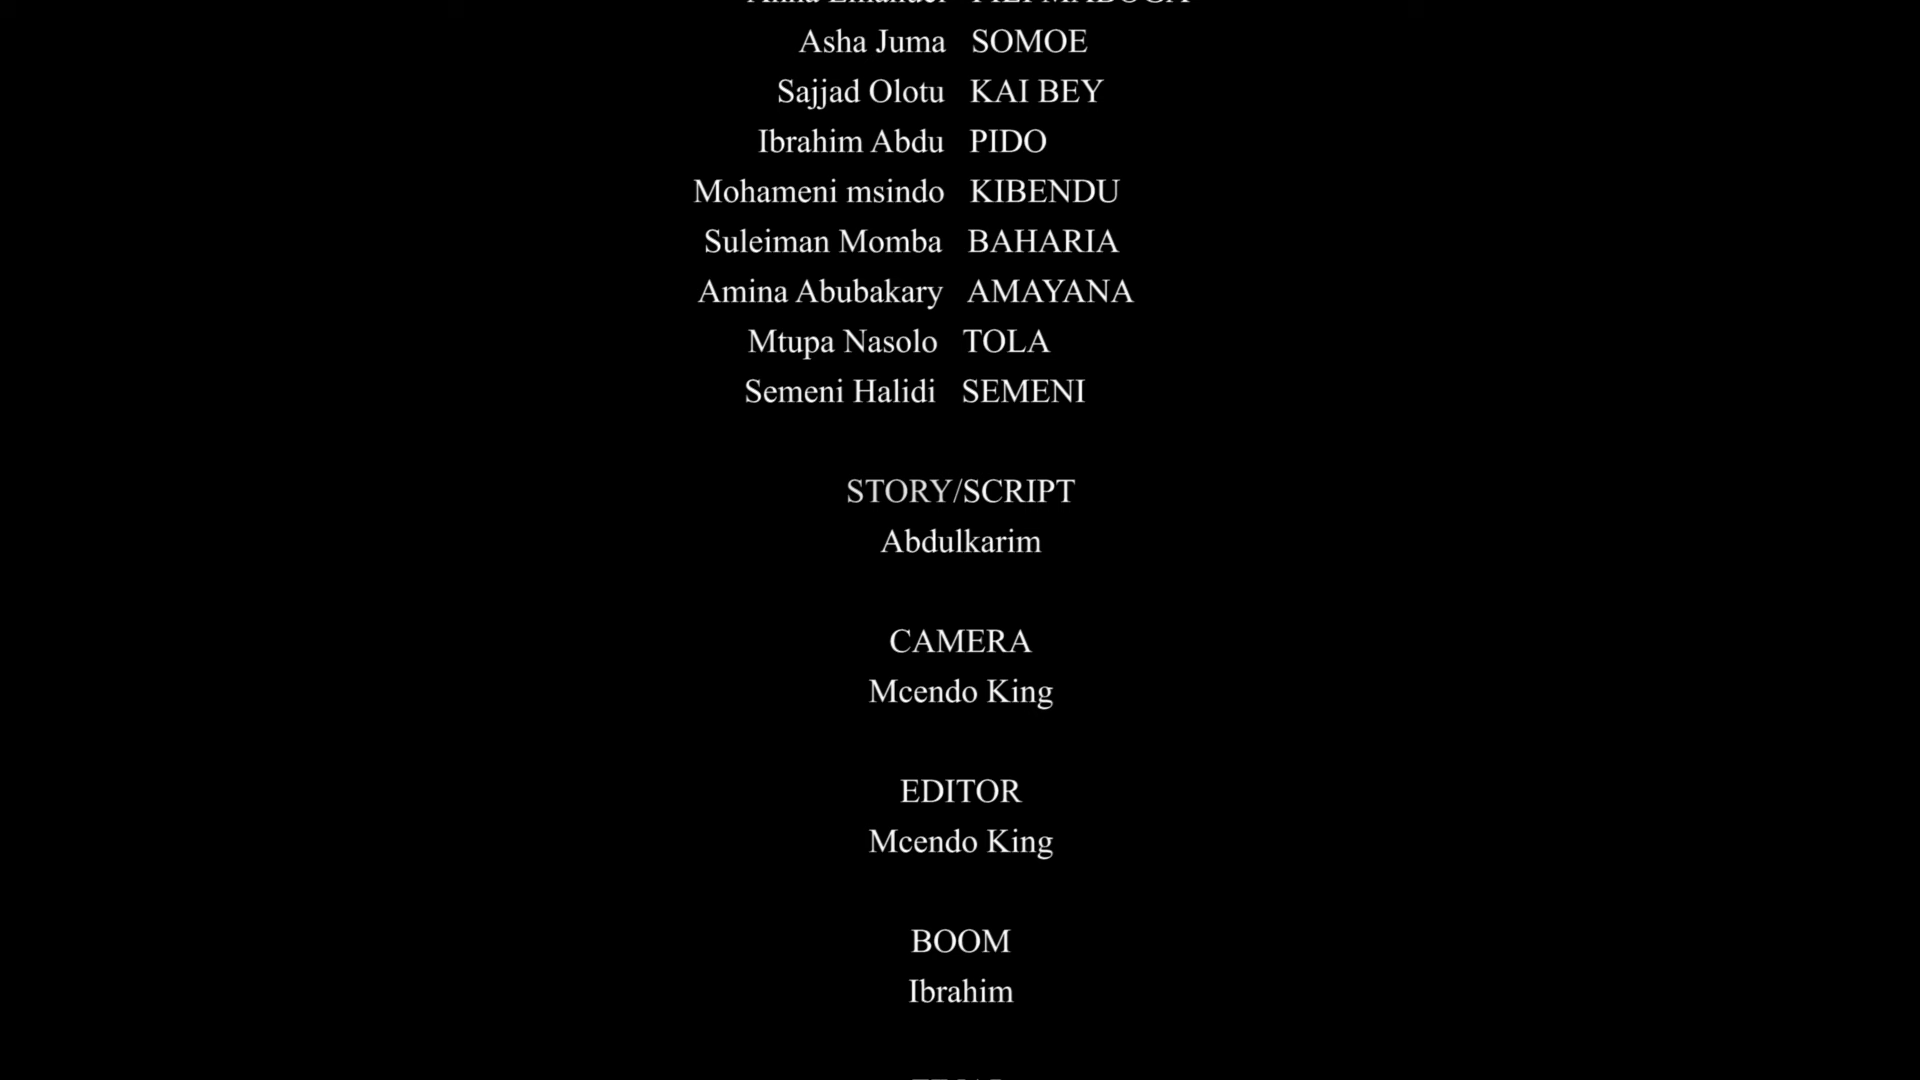 Asha Juma SOMOE
Sajjad Olotu KAI BEY
Ibrahim Abdu PIDO
Mohameni msindo KIBENDU
Suleiman Momba BAHARIA
Amina Abubakary AMAYANA
Mtupa Nasolo TOLA
Semeni Halidi SEMENI
STORY/SCRIPT
Abdulkarim
CAMERA
Mcendo King
EDITOR
Mcendo King
BOOM
Ibrahim